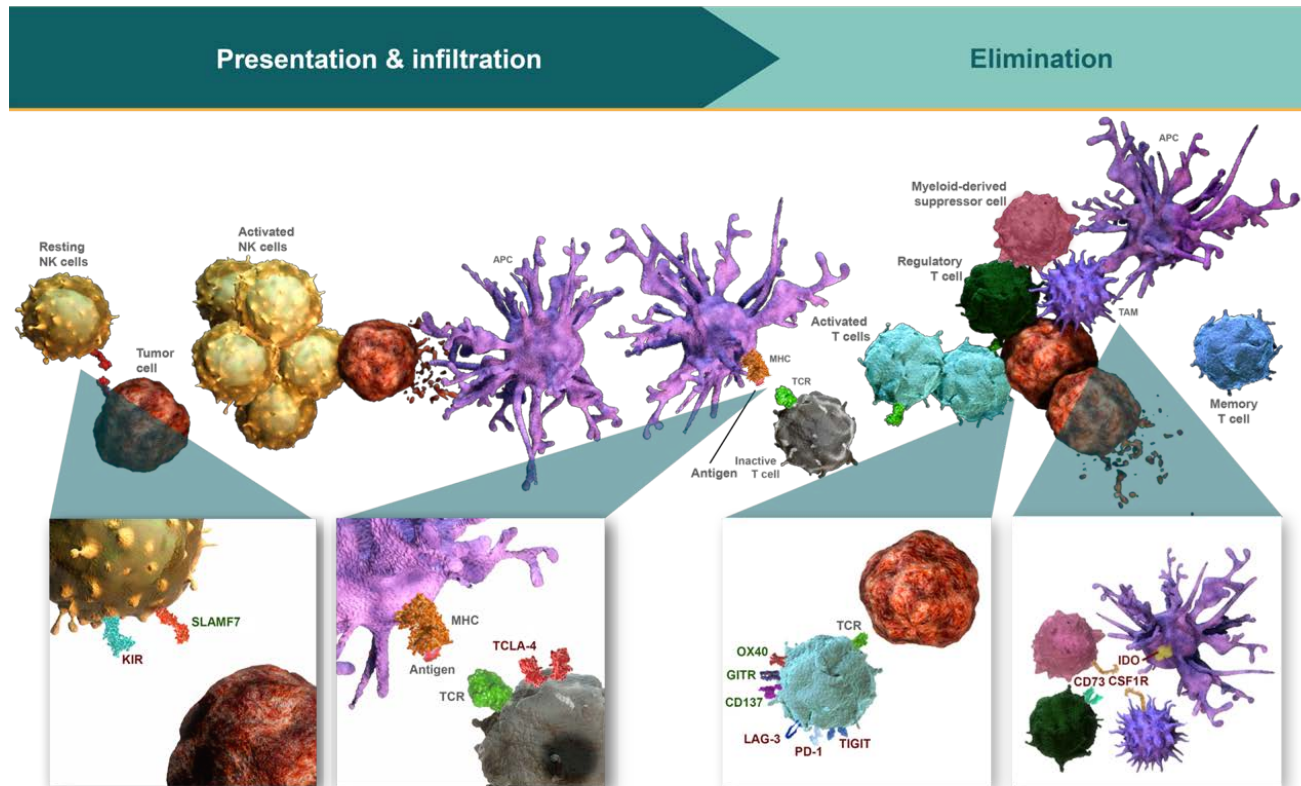 Presentation & infiltration
Elimination
APC
Myeloid-derived
suppressor cell
Resting
NK cells
Activated
NK cells
APC
Regulatory
T cell
TAM
Activated
T cells
Tumor
cell
MHC
TCR
Memory
T cell
Antigen
Inactive
T cell
SLAMF7
KIR
MHC
Antigen
TCLA-4
TCR
TCR
OX40
GITR
CD137
LAG-3
PD-1
TIGIT
IDO
CD73 CSF1R